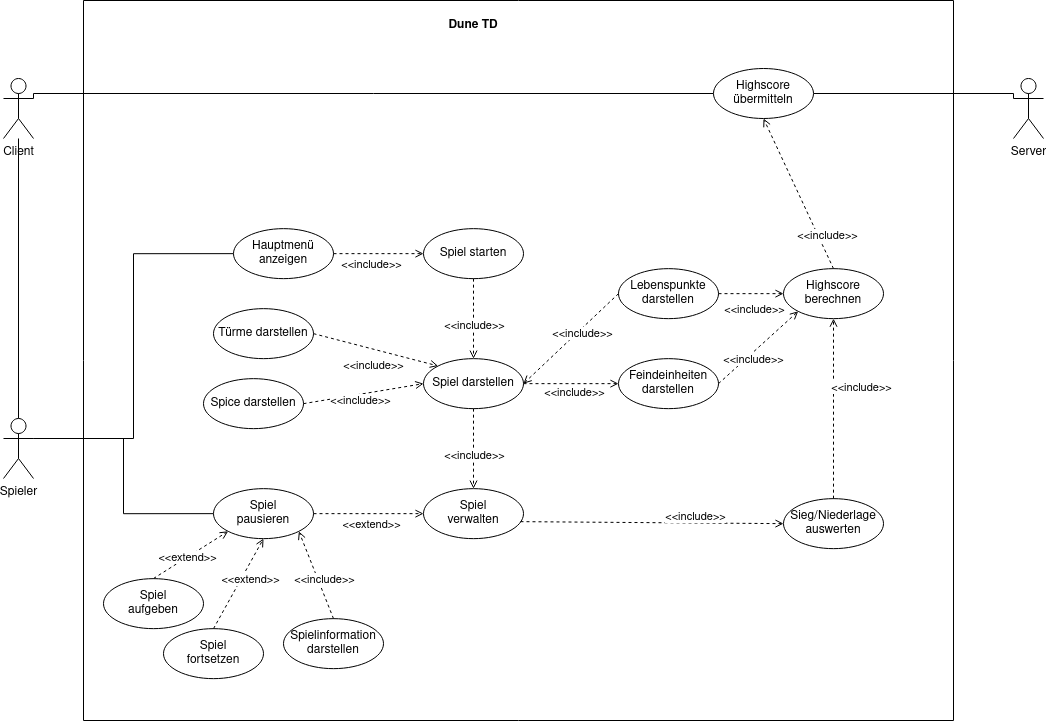 Dune TD
Highscore
übermitteln
Client
Server
<<include>>
Hauptmenü
anzeigen
<<include>>
Spiel starten
Lebenspunkte
darstellen
<<include>>
Highscore
berechnen
Türme darstellen
<<include>>
<<include>>
<<include>>
<<include>>
Spiel darstellen
<<include>>
Feindeinheiten
darstellen
Spice darstellen
<<include>>
<<include>>
<<include>>
Spieler
Spiel
pausieren
<<extend>>
Spiel
verwalten
<<include>>
Sieg/Niederlage
auswerten
<<extend>>
<<extend>>
<<include>>
Spiel
aufgeben
Spiel
fortsetzen
Spielinformation
darstellen